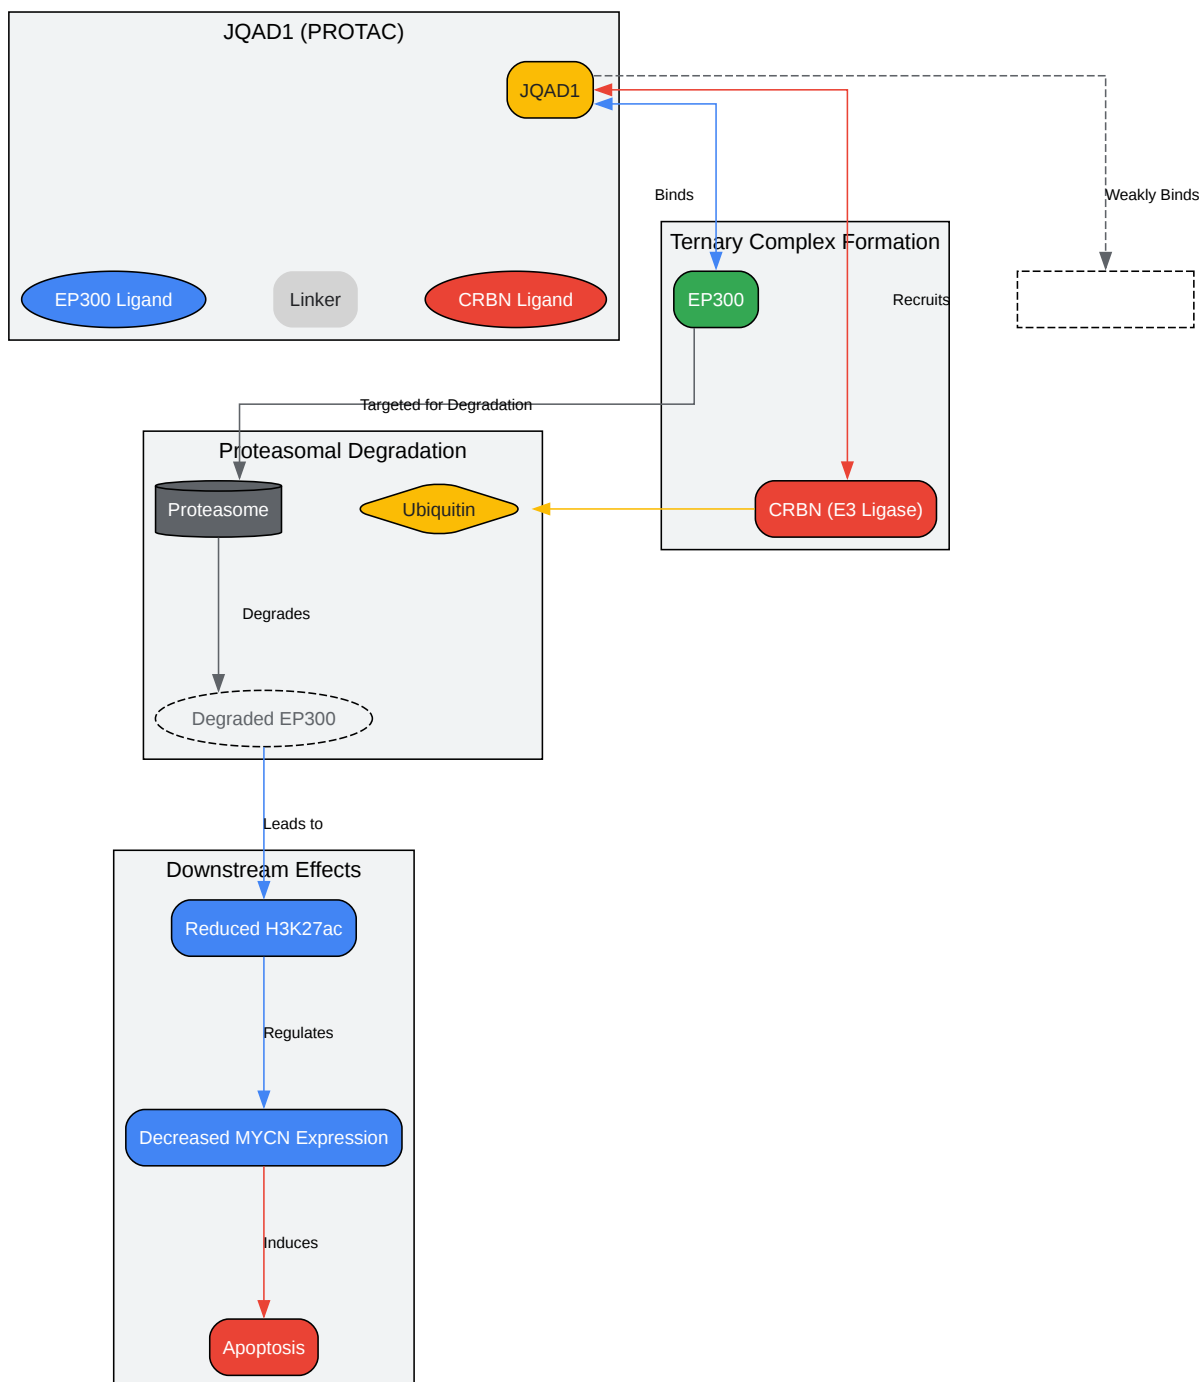 JQAD1 (PROTAC)
JQAD1
Binds
Weakly Binds
Ternary Complex Formation
EP300 Ligand
Linker
CRBN Ligand
EP300
Recruits
Targeted for Degradation
Proteasomal Degradation
Proteasome
Ubiquitin
CRBN (E3 Ligase)
Degrades
Degraded EP300
Leads to
Downstream Effects
Reduced H3K27ac
Regulates
Decreased MYCN Expression
Induces
Apoptosis